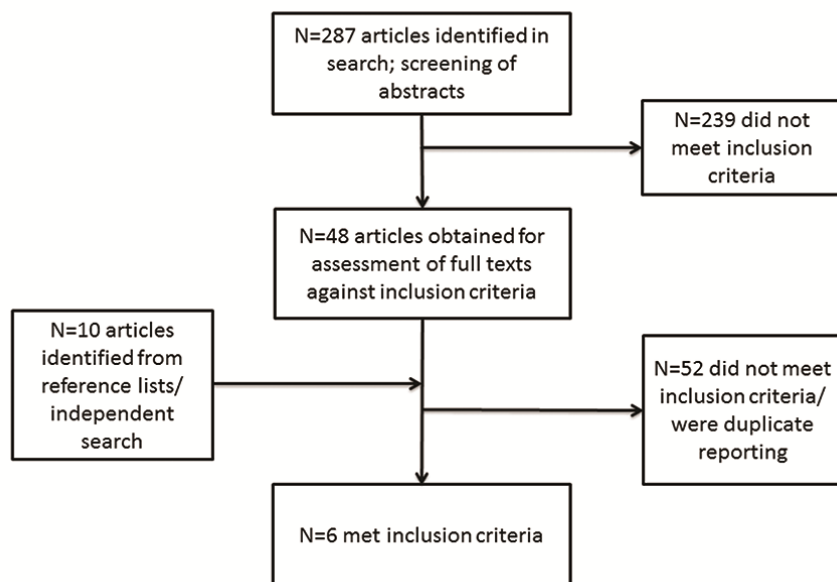 N=287 articles identified in
search; screening of
abstracts
N=239 did not
meet inclusion
criteria
N=48 articles obtained for
assessment of full texts
against inclusion criteria
N=10 articles
identified from
reference lists/
independent
search
N=52 did not meet
inclusion criteria/
were duplicate
reporting
N=6 met inclusion criteria